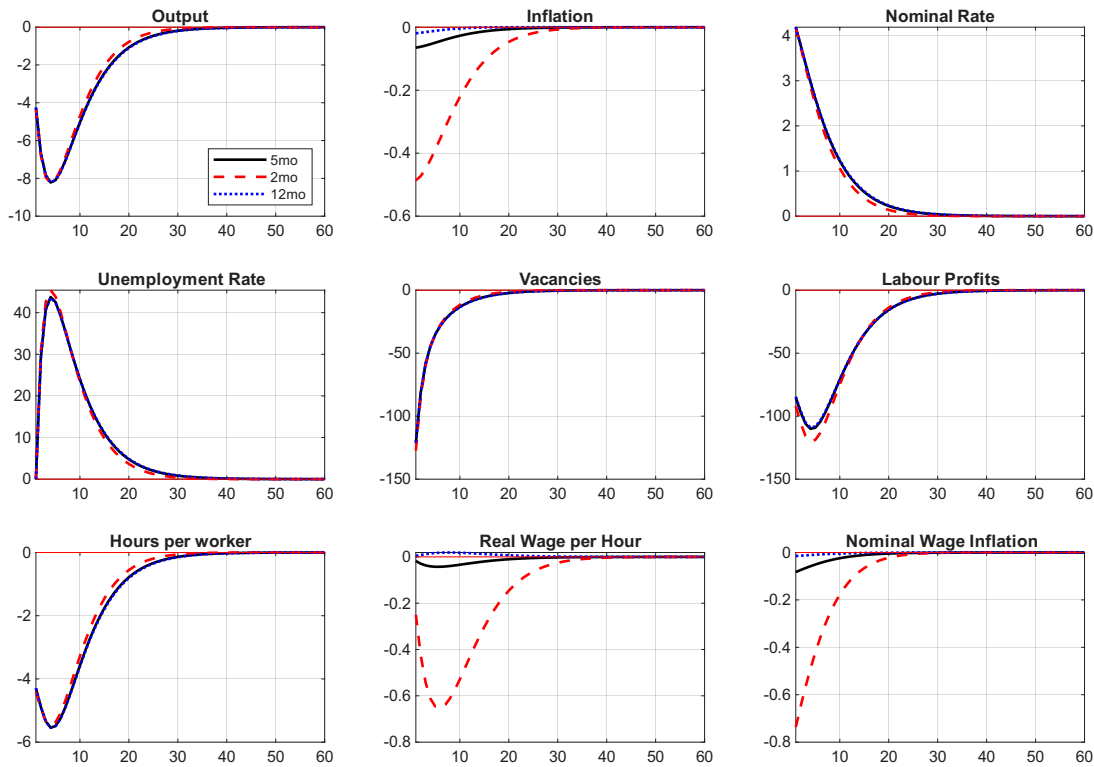 Output
0
-2
-4
-6
-8
-10
10 20 30 40 50 60
5mo
2mo
12mo
Inflation
0
-0.2
-0.4
-0.6
10 20 30 40 50 60
Nominal Rate
4
3
2
1
0
10 20 30 40 50 60
Unemployment Rate
40
30
20
10
0
10 20 30 40 50 60
Vacancies
0
-50
-100
-150
10 20 30 40 50 60
Labour Profits
0
-50
-100
-150
10 20 30 40 50 60
Hours per worker
0
-2
-4
-6
10 20 30 40 50 60
Real Wage per Hour
0
-0.2
-0.4
-0.6
-0.8
10 20 30 40 50 60
Nominal Wage Inflation
0
-0.2
-0.4
-0.6
-0.8
10 20 30 40 50 60